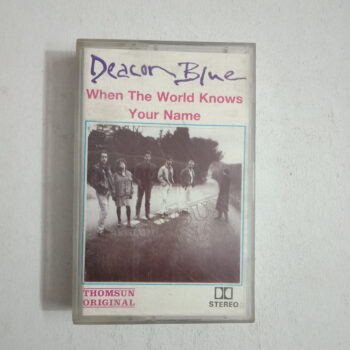 Deacon Blue
When The World Knows
Your Name
THOMSUN
ORIGINAL
STEREO